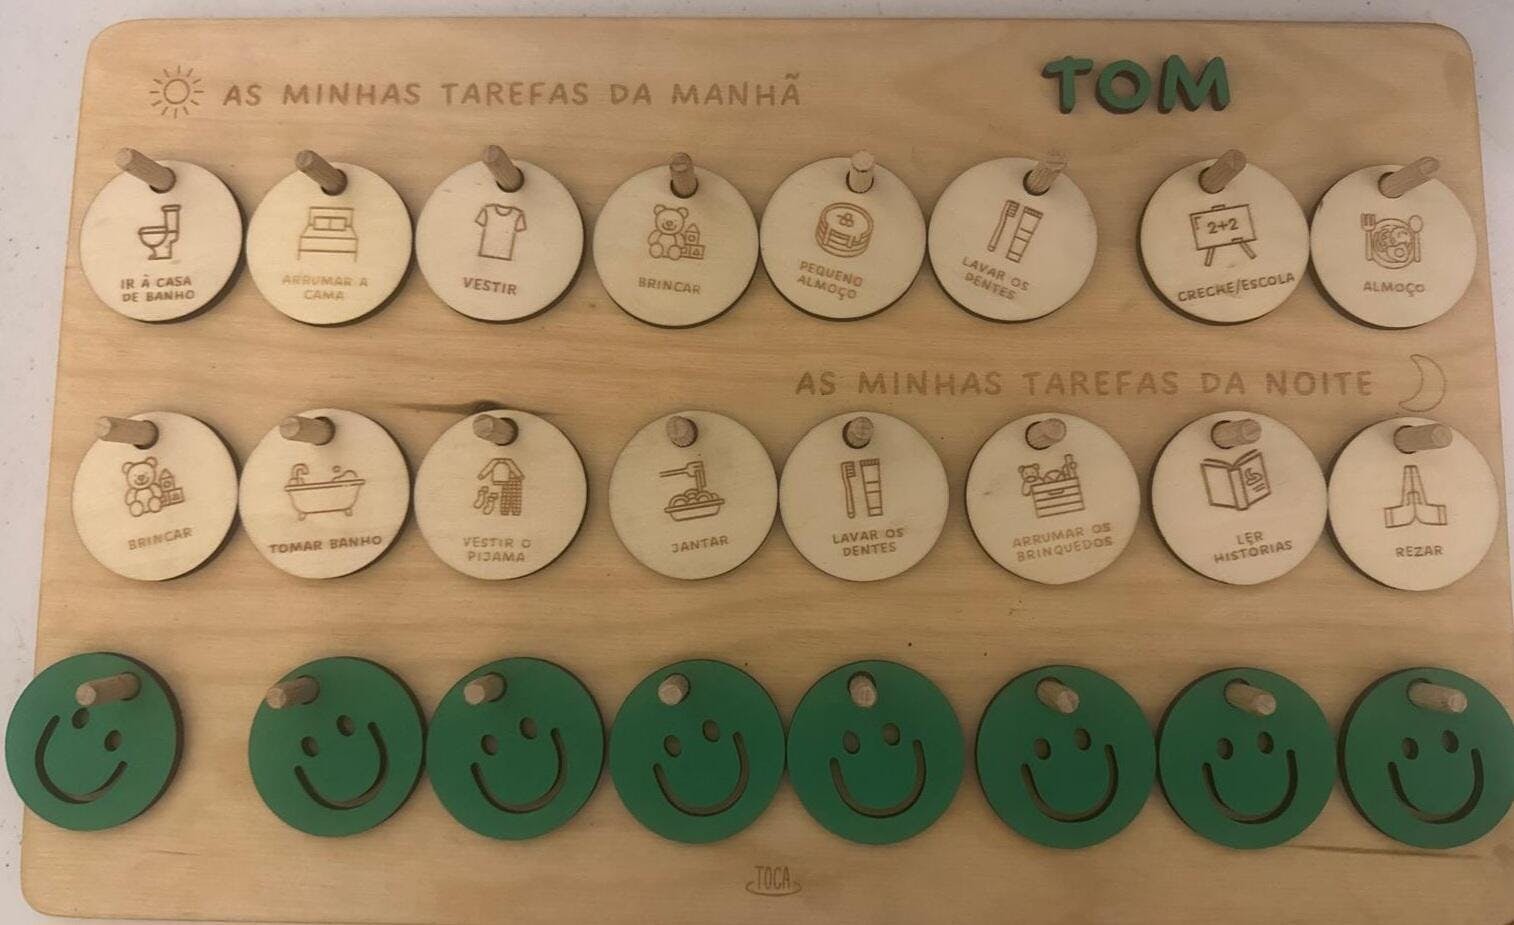 AS MINHAS TAREFAS DA MANHÃ
TOM
IR À CASA
DE BANHO
ARRUMAR A
CAMA
VESTIR
BRINCAR
PEQUENO
ALMOÇO
LAVAR OS
DENTES
2+2
CRECHE/ESCOLA
ALMOÇO
AS MINHAS TAREFAS DA NOITE
BRINCAR
TOMAR BANHO
VESTIR O
PIJAMA
JANTAR
LAVAR OS
DENTES
ARRUMAR OS
BRINQUEDOS
LER
HISTÓRIAS
REZAR
TOCA